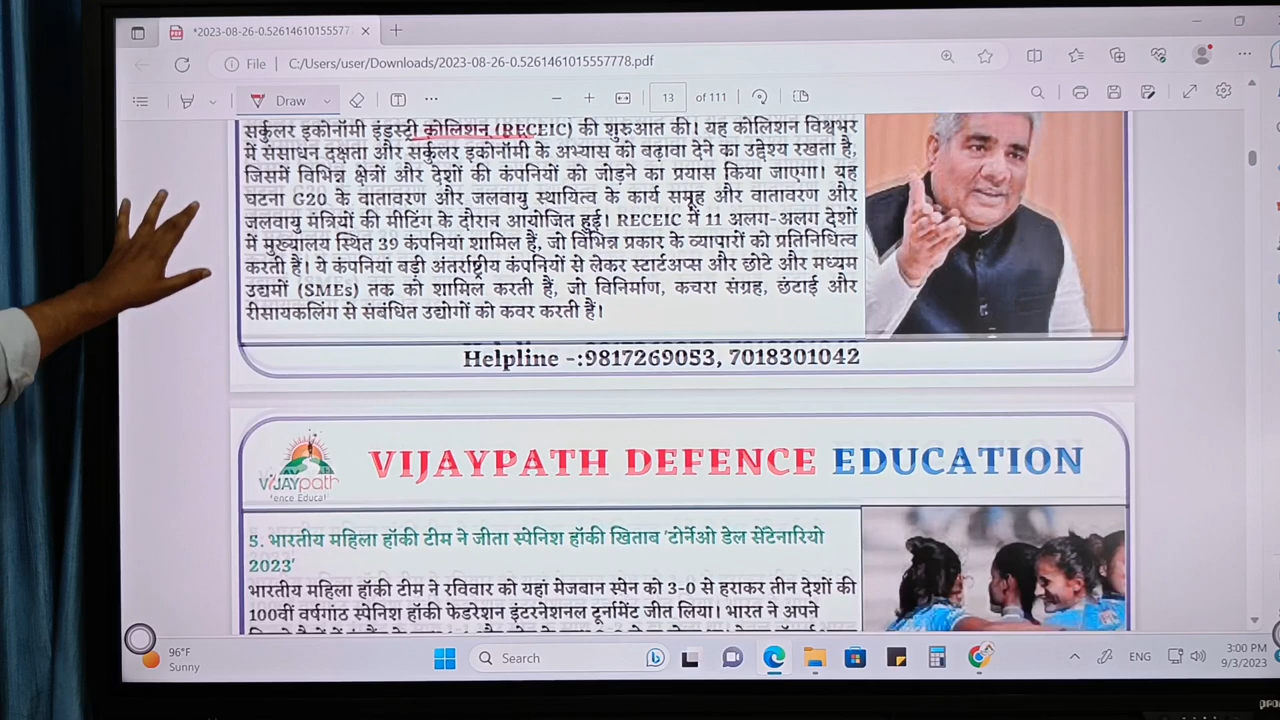 *2023-08-26-0.52614610155577
File
C:/Users/user/Downloads/2023-08-26-0.5261461015557778.pdf
Draw
13 of 111
सर्कुलर इकोनॉमी इंडस्ट्री कोलिशन (RECEIC) की शुरुआत की। यह कोलिशन विश्वभर
में संसाधन दक्षता और सर्कुलर इकोनॉमी के अभ्यास को बढ़ावा देने का उद्देश्य रखता है,
जिसमें विभिन्न क्षेत्रों और देशों की कंपनियों को जोड़ने का प्रयास किया जाएगा। यह
घटना G20 के वातावरण और जलवायु स्थायित्व के कार्य समूह और वातावरण और
जलवायु मंत्रियों की मीटिंग के दौरान आयोजित हुई। RECEIC में 11 अलग-अलग देशों
में मुख्यालय स्थित 39 कंपनियां शामिल है, जो विभिन्न प्रकार के व्यापारों को प्रतिनिधित्व
करती हैं। ये कंपनियां बड़ी अंतर्राष्ट्रीय कंपनियों से लेकर स्टार्टअप्स और छोटे और मध्यम
उद्यमों (SMEs) तक को शामिल करती हैं, जो विनिर्माण, कचरा संग्रह, छंटाई और
रीसायकलिंग से संबंधित उद्योगों को कवर करती हैं।
Helpline -:9817269053, 7018301042
VIJAYpath
VIJAYPATH DEFENCE EDUCATION
5. भारतीय महिला हॉकी टीम ने जीता स्पेनिश हॉकी खिताब 'टोर्नेओ डेल सेंटेनारियो
2023'
भारतीय महिला हॉकी टीम ने रविवार को यहां मेजबान स्पेन को 3-0 से हराकर तीन देशों की
100वीं वर्षगांठ स्पेनिश हॉकी फेडरेशन इंटरनेशनल टूर्नामेंट जीत लिया। भारत ने अपने
96°F
Sunny
Search
ENG
3:00 PM
9/3/2023